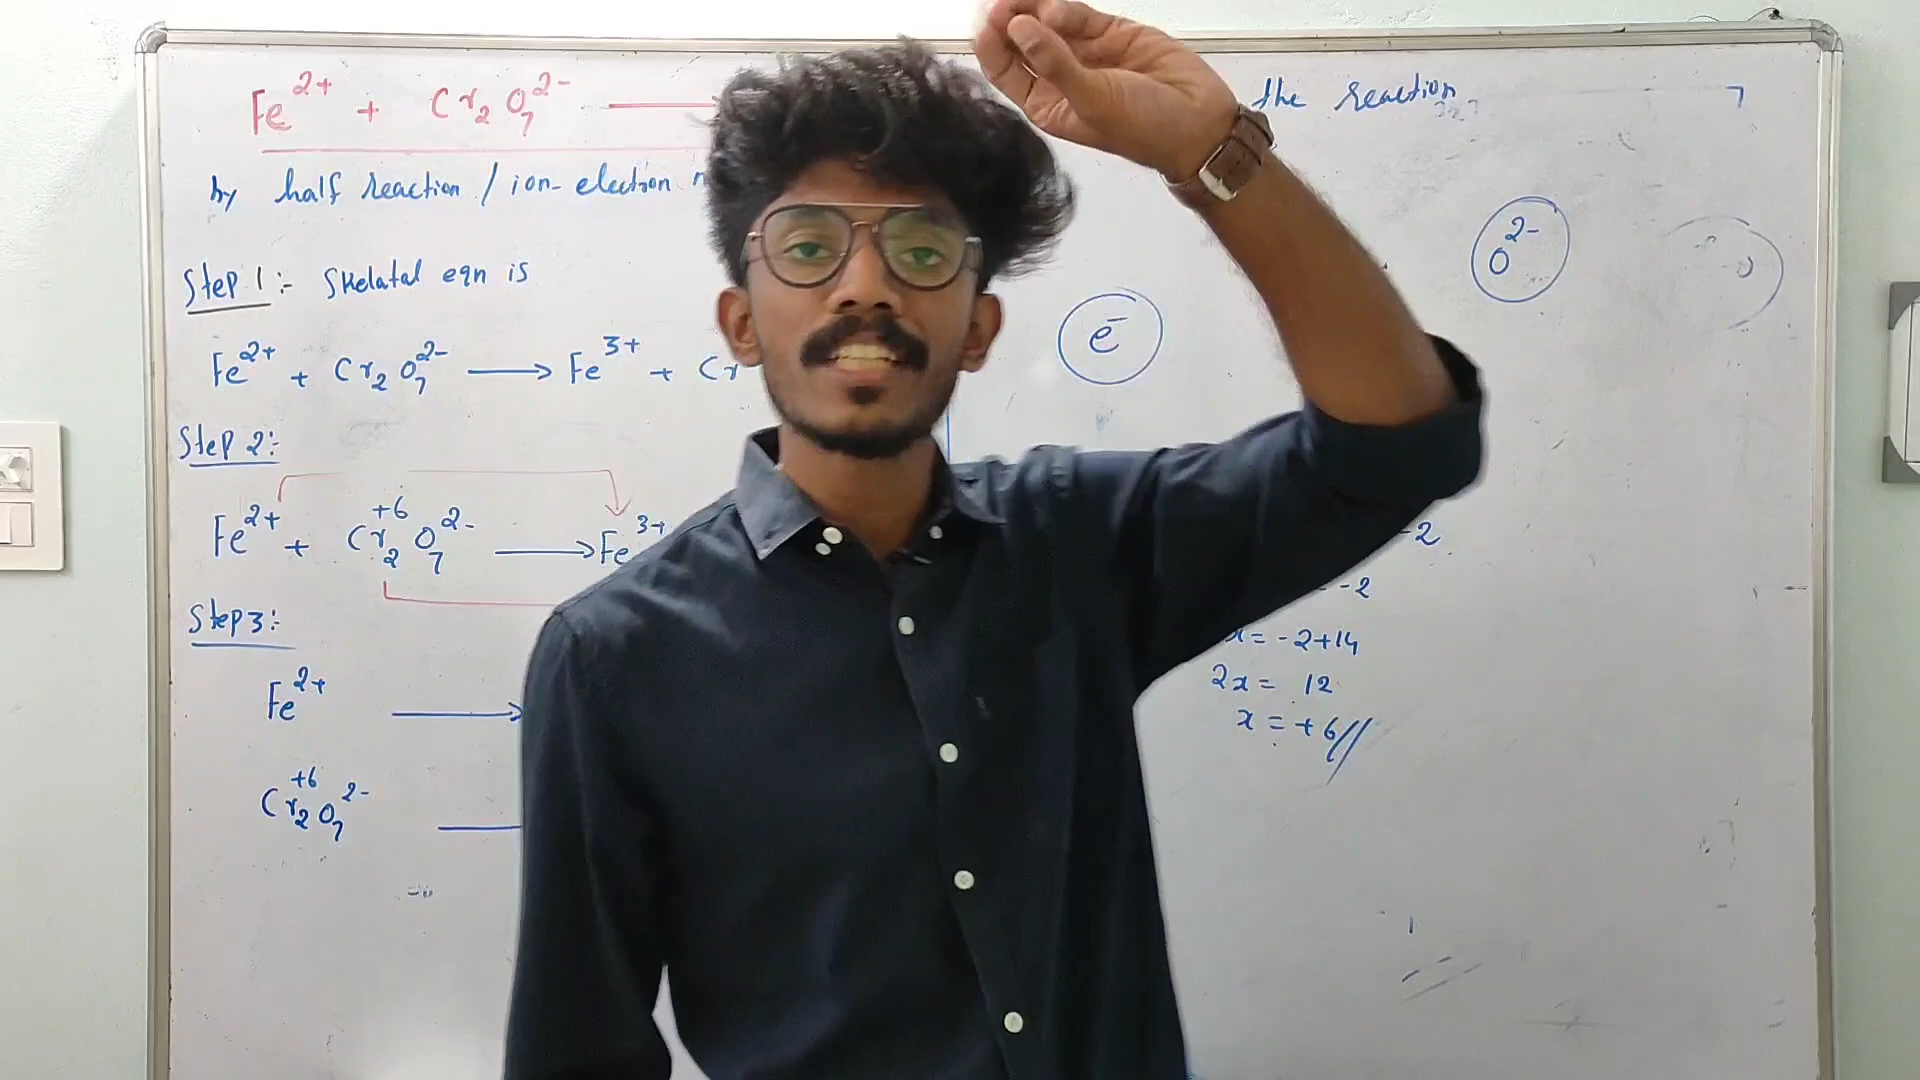 Fe²⁺ + Cr₂O₇²⁻ ⟶ the reaction
by half reaction / ion-electron
Step 1:- Skelatal eqn is
Fe²⁺ + Cr₂O₇²⁻ ⟶ Fe³⁺ + Cr
Step 2:-
+6
Fe²⁺ + Cr₂O₇²⁻ ⟶ Fe³⁺
Step 3:-
Fe²⁺ ⟶
+6
Cr₂O₇²⁻
e⁻
O²⁻
-2
= -2
x = -2+14
2x = 12
x = +6//